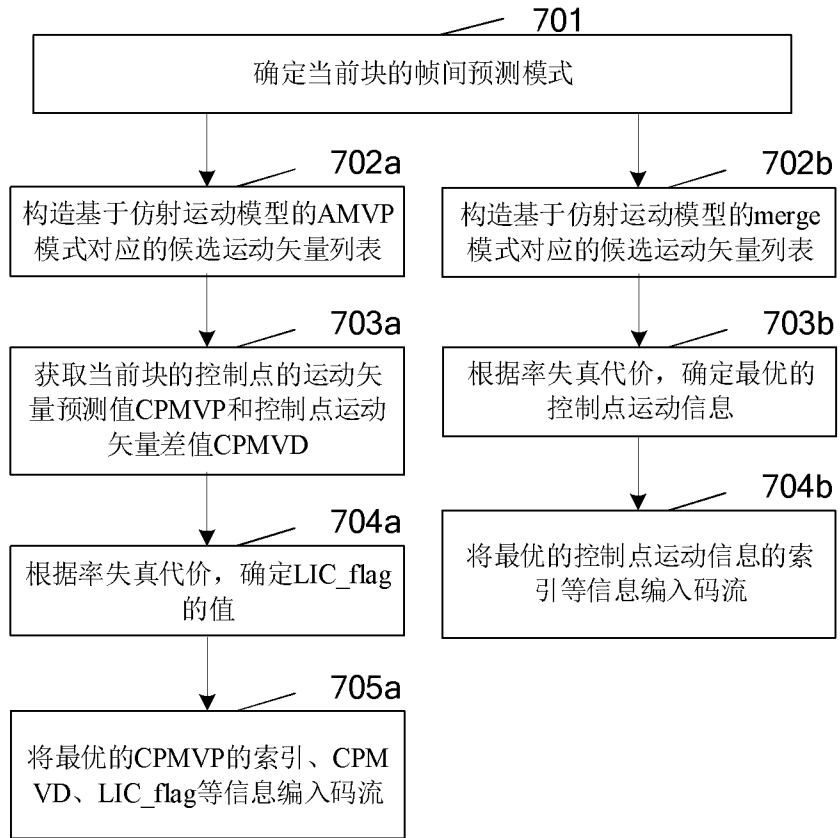 701
确定当前块的帧间预测模式
702a
构造基于仿射运动模型的AMVP
模式对应的候选运动矢量列表
702b
构造基于仿射运动模型的merge
模式对应的候选运动矢量列表
703a
获取当前块的控制点的运动矢
量预测值CPMVP和控制点运动
矢量差值CPMVD
703b
根据率失真代价，确定最优的
控制点运动信息
704a
根据率失真代价，确定LIC_flag
的值
704b
将最优的控制点运动信息的索
引等信息编入码流
705a
将最优的CPMVP的索引、CPM
VD、LIC_flag等信息编入码流